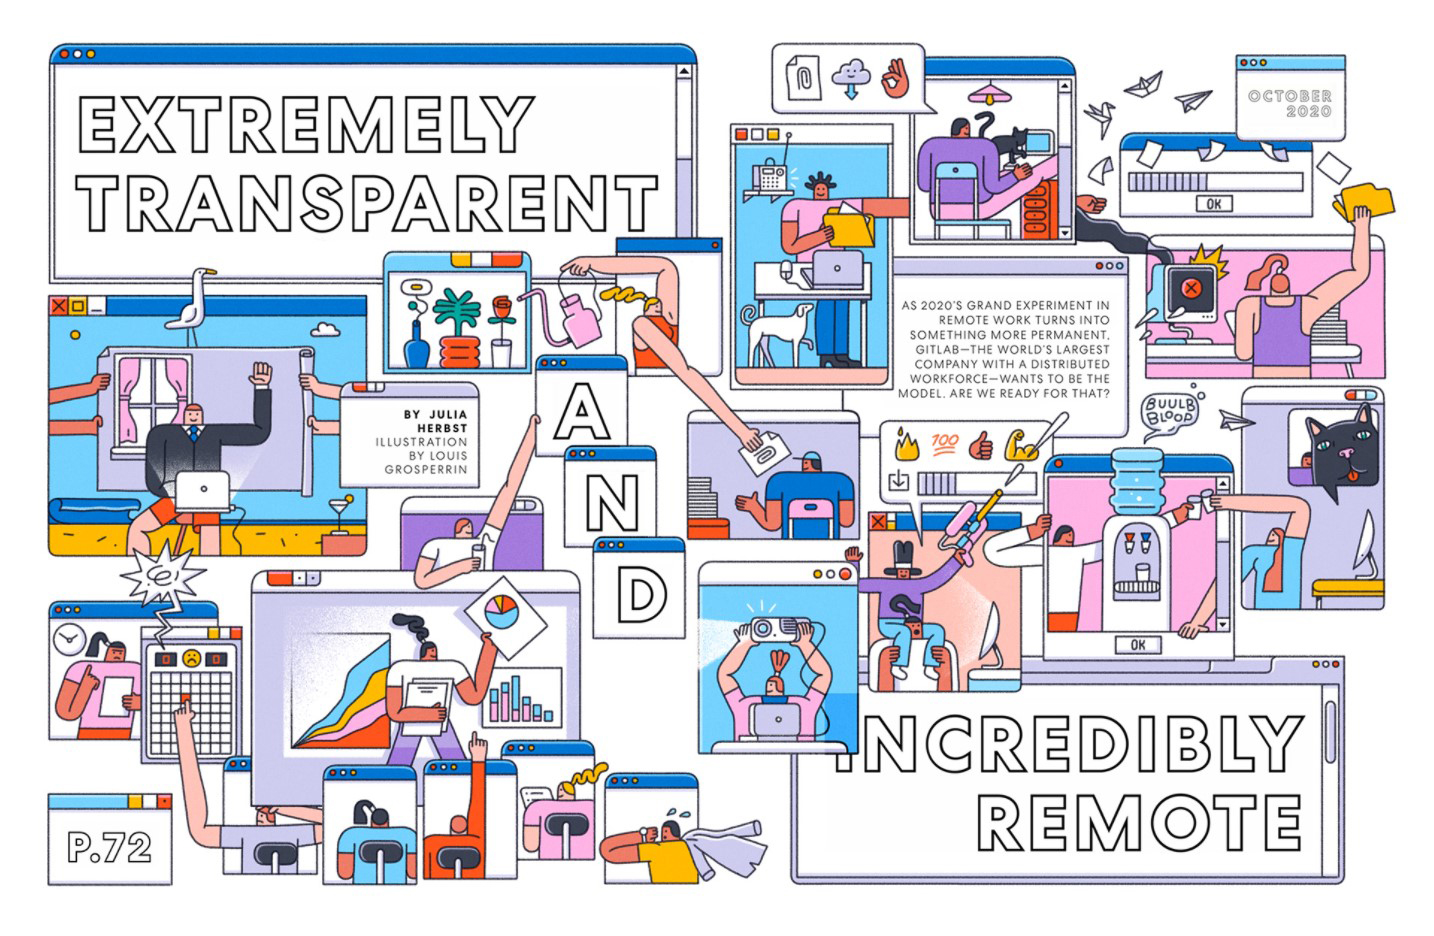 EXTREMELY
TRANSPARENT
OCTOBER
2020
OK
AS 2020'S GRAND EXPERIMENT IN
REMOTE WORK TURNS INTO
SOMETHING MORE PERMANENT,
GITLAB—THE WORLD'S LARGEST
COMPANY WITH A DISTRIBUTED
WORKFORCE—WANTS TO BE THE
MODEL. ARE WE READY FOR THAT?
BY JULIA
HERBST
ILLUSTRATION
BY LOUIS
GROSPERRIN
A
N
D
BUULB
BLOOP
100
OK
INCREDIBLY
REMOTE
P.72